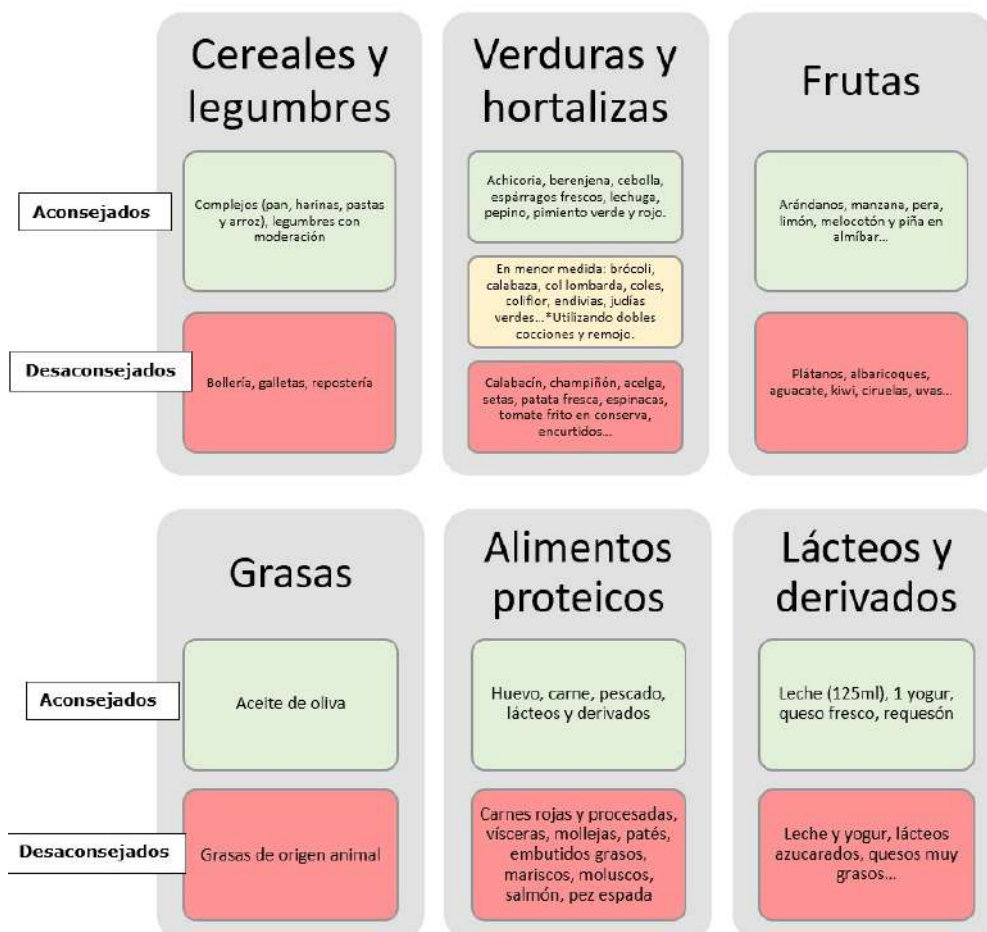 Cereales y
legumbres
Verduras y
hortalizas
Frutas
Aconsejados
Complejos (pan, harinas, pastas
y arroz), legumbres con
moderación
Achicoria, berenjena, cebolla,
espárragos frescos, lechuga,
pepino, pimiento verde y rojo.
Arándanos, manzana, pera,
limón, melocotón y piña en
almíbar...
En menor medida: brócoli,
calabaza, col lombarda, coles,
coliflor, endivias, judías
verdes...*Utilizando dobles
cocciones y remojo.
Desaconsejados
Bollería, galletas, repostería
Calabacín, champiñón, acelga,
setas, patata fresca, espinacas,
tomate frito en conserva,
encurtidos...
Plátanos, albaricoques,
aguacate, kiwi, ciruelas, uvas...
Grasas
Alimentos
proteicos
Lácteos y
derivados
Aconsejados
Aceite de oliva
Huevo, carne, pescado,
lácteos y derivados
Leche (125ml), 1 yogur,
queso fresco, requesón
Desaconsejados
Grasas de origen animal
Carnes rojas y procesadas,
vísceras, mollejas, patés,
embutidos grasos,
mariscos, moluscos,
salmón, pez espada
Leche y yogur, lácteos
azucarados, quesos muy
grasos...